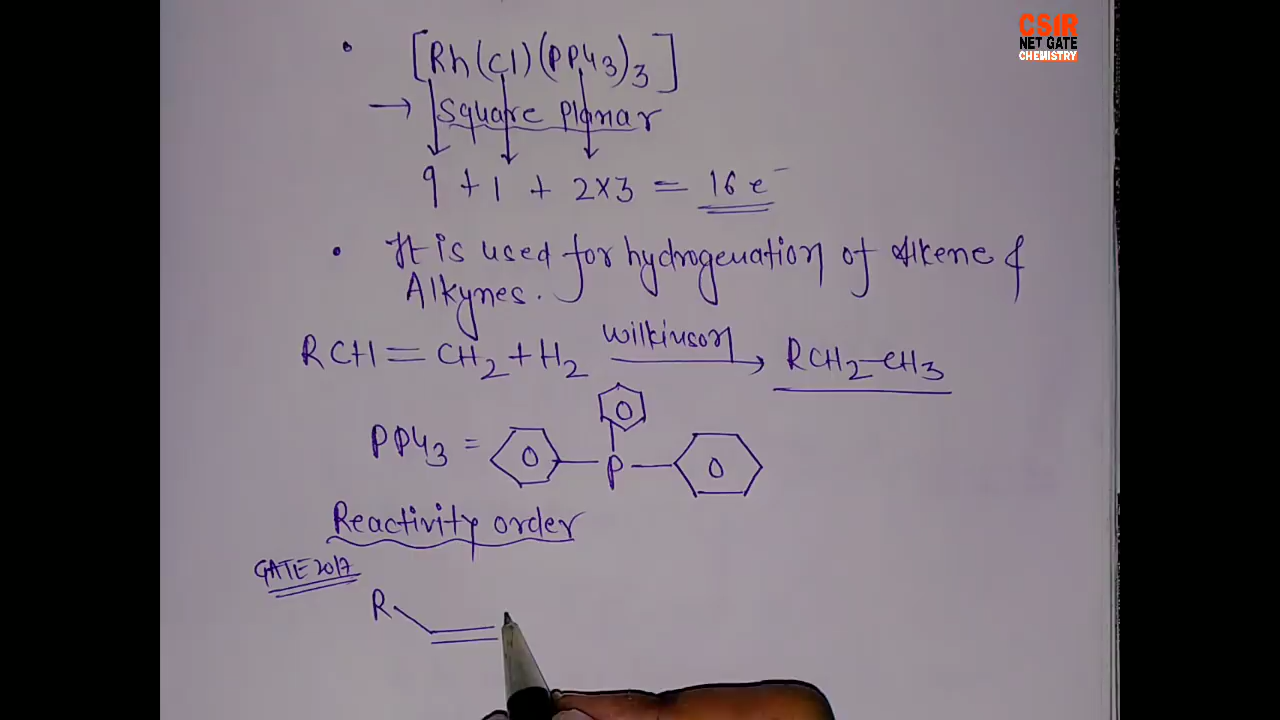 CSIR
NET GATE
CHEMISTRY
• [Rh(Cl)(PPh3)3]
→ Square Planar
9 + 1 + 2×3 = 16 e⁻
• It is used for hydrogenation of Alkene &
Alkynes.
RCH=CH2+H2 Wilkinson → RCH2-CH3
PPh3 = P
Reactivity order
GATE 2017
R